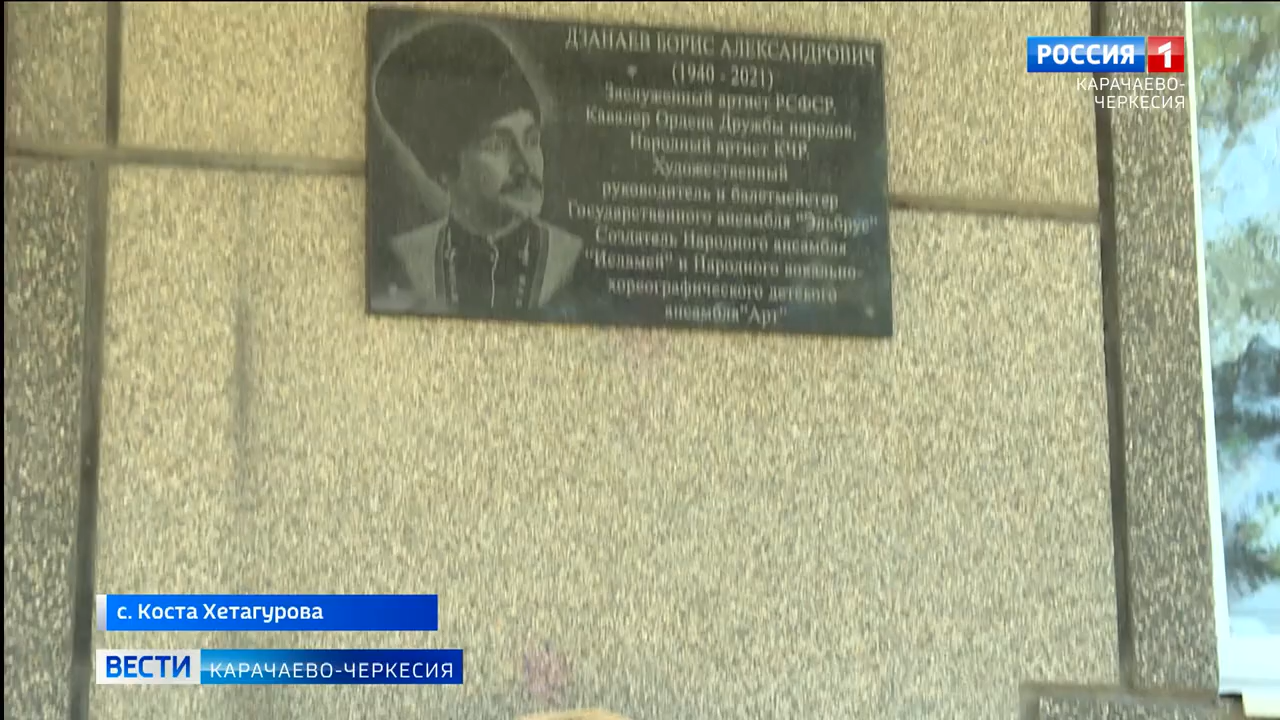 ДЗАНАЕВ БОРИС АЛЕКСАНДРОВИЧ
(1940 - 2021)
Заслуженный артист РСФСР,
Кавалер Ордена Дружбы народов,
Народный артист КЧР,
Художественный
руководитель и балетмейстер
Государственного ансамбля "Эльбрус"
Создатель Народного ансамбля
"Исламей" и Народного вокально-
хореографического детского
ансамбля"Арт"
РОССИЯ 1
КАРАЧАЕВО-
ЧЕРКЕСИЯ
с. Коста Хетагурова
ВЕСТИ КАРАЧАЕВО-ЧЕРКЕСИЯ